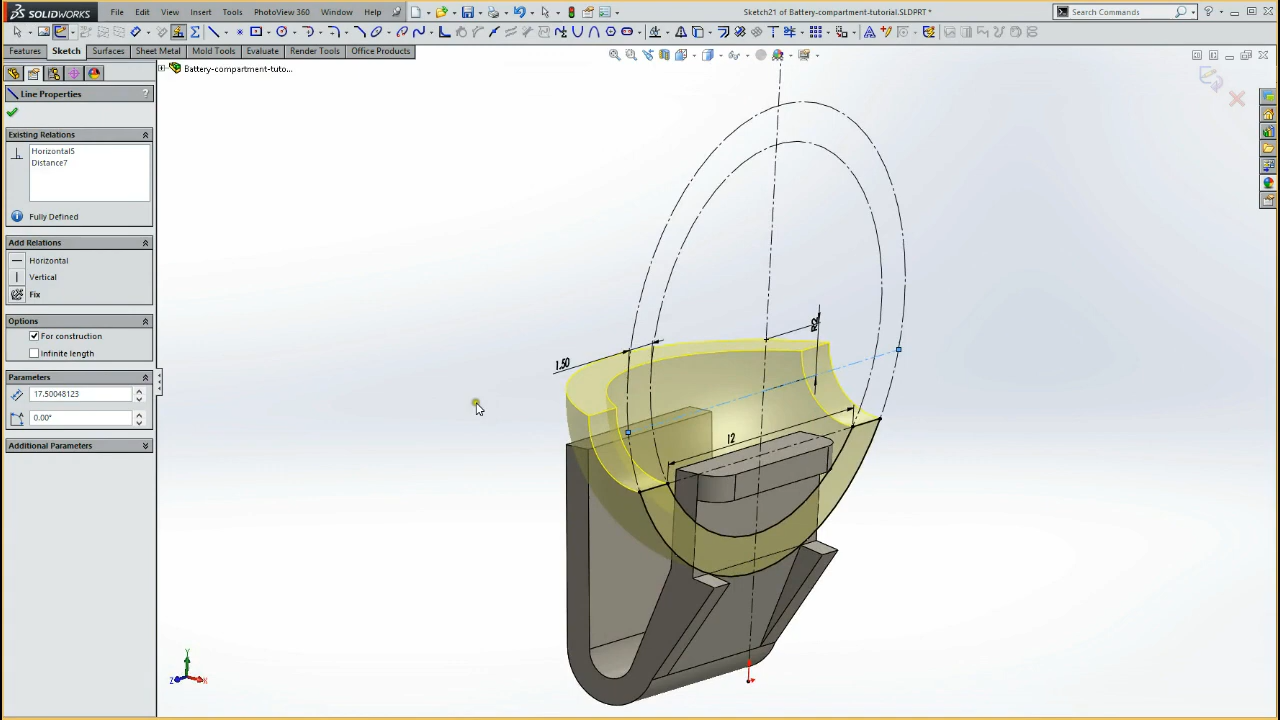 SOLIDWORKS File Edit View Insert Tools PhotoView 360 Window Help Sketch21 of Battery-compartment-tutorial.SLDPRT * Search Commands
Features Sketch Surfaces Sheet Metal Mold Tools Evaluate Render Tools Office Products
Battery-compartment-tuto...
Line Properties ?
Existing Relations
Horizontal5
Distance7
Fully Defined
Add Relations
Horizontal
Vertical
Fix
Options
For construction
Infinite length
Parameters
17.50048123
0.00°
Additional Parameters
1.50
12
Y
Z
X